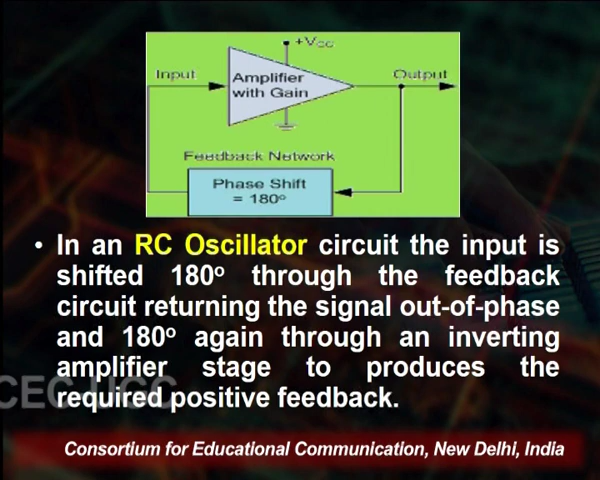 +Vcc
Input
Output
Amplifier
with Gain
Feedback Network
Phase Shift
= 180º
• In an RC Oscillator circuit the input is
shifted 180º through the feedback
circuit returning the signal out-of-phase
and 180º again through an inverting
amplifier stage to produces the
required positive feedback.
CEC-UGC
Consortium for Educational Communication, New Delhi, India